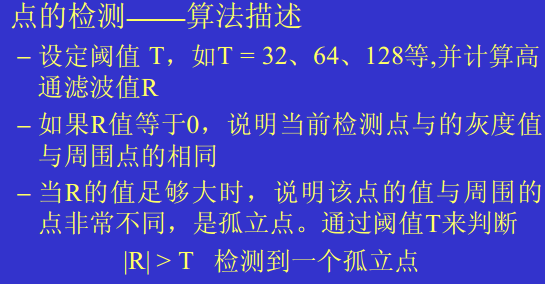 点的检测——算法描述
– 设定阈值 T，如T = 32、64、128等,并计算高
通滤波值R
– 如果R值等于0，说明当前检测点与的灰度值
与周围点的相同
– 当R的值足够大时，说明该点的值与周围的
点非常不同，是孤立点。通过阈值T来判断
|R| > T 检测到一个孤立点